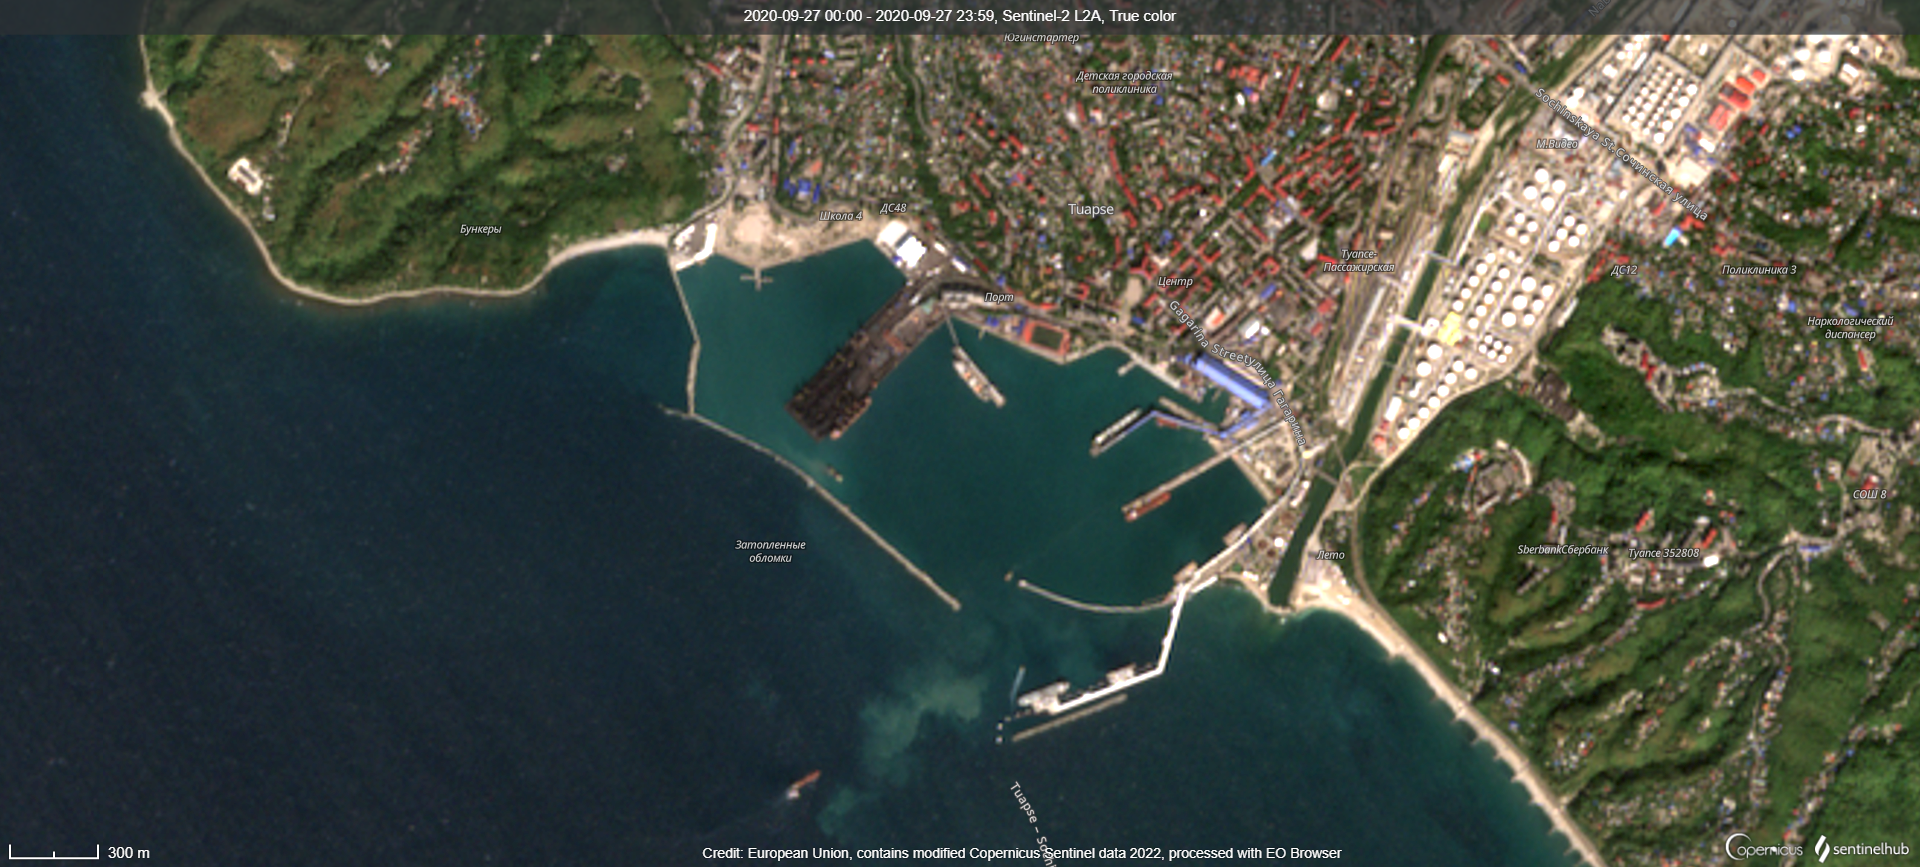 2020-09-27 00:00 - 2020-09-27 23:59, Sentinel-2 L2A, True color
Югинстартер
Детская городская
поликлиника
Sochinskaya St.Сочинская улица
М.Видео
Tuapse
ДС48
Школа 4
Бункеры
Туапсе-
Пассажирская
ДС12
Поликлиника 3
Центр
Порт
Gagarina Streetулица Гагарина
Наркологический
диспансер
СОШ 8
Затопленные
обломки
Лето
SberbankСбербанк
Туапсе 352808
Tuapse – Sochi
300 m
Credit: European Union, contains modified Copernicus Sentinel data 2022, processed with EO Browser
Copernicus
sentinelhub